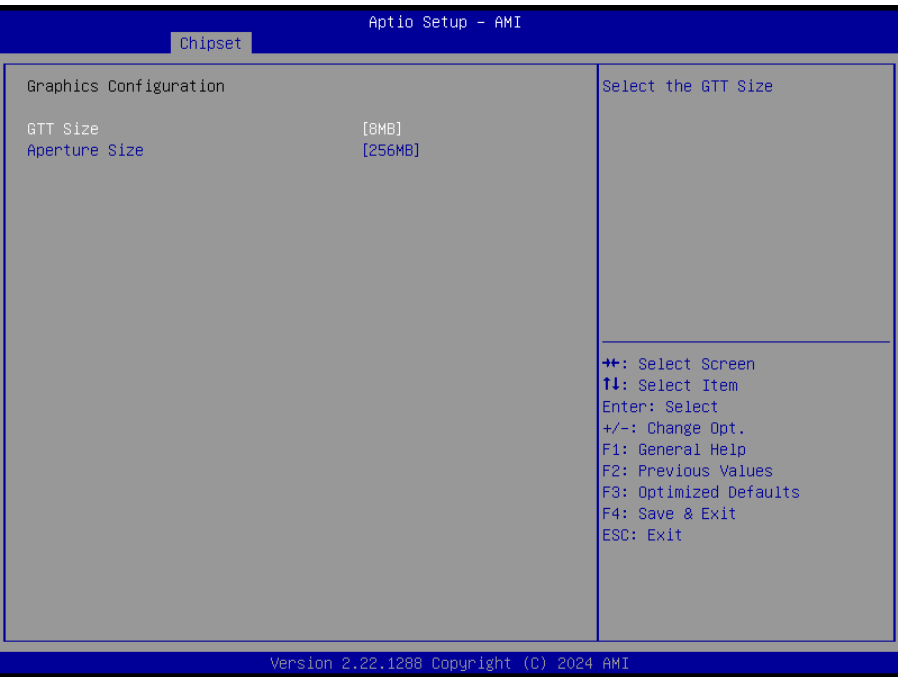 Aptio Setup – AMI
Chipset
Graphics Configuration
GTT Size [8MB]
Aperture Size [256MB]
Select the GTT Size
→←: Select Screen
↑↓: Select Item
Enter: Select
+/-: Change Opt.
F1: General Help
F2: Previous Values
F3: Optimized Defaults
F4: Save & Exit
ESC: Exit
Version 2.22.1288 Copyright (C) 2024 AMI